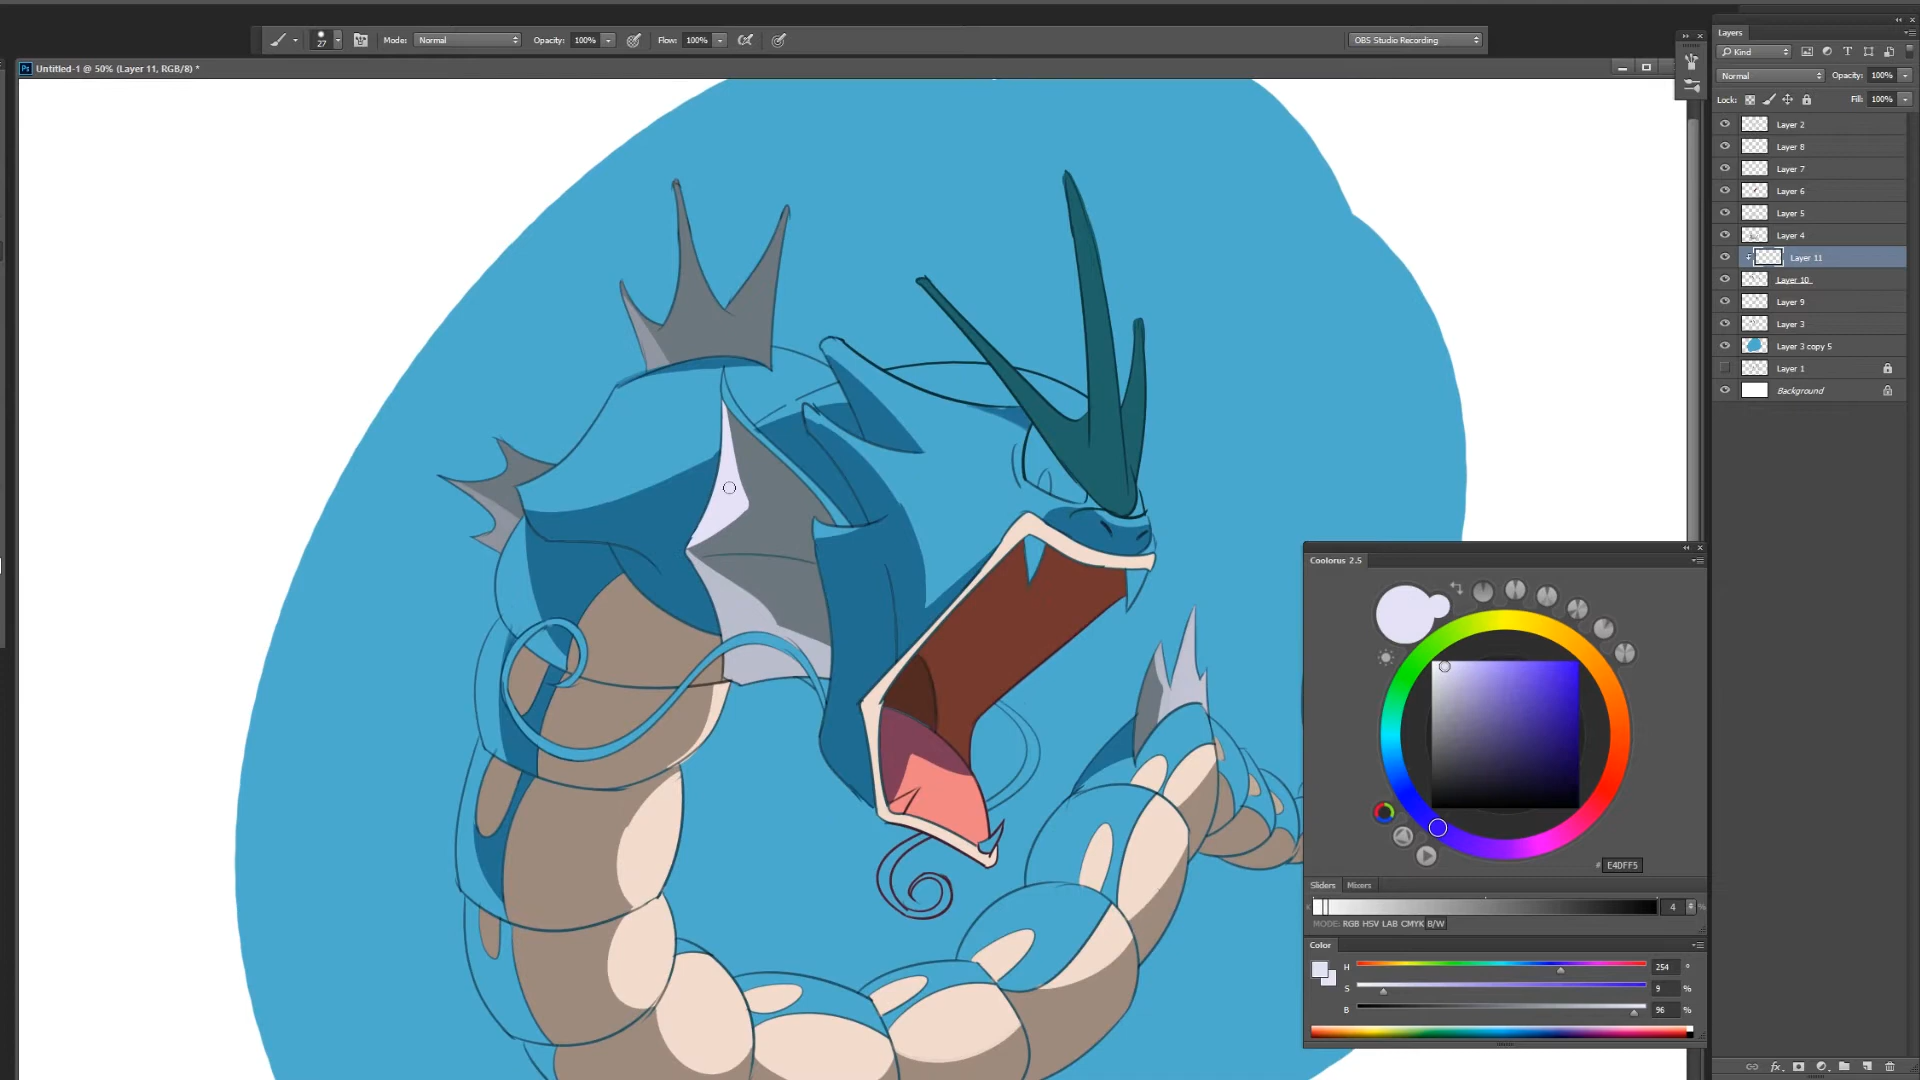 27 Mode: Normal Opacity: 100% Flow: 100% OBS Studio Recording
Ps Untitled-1 @ 50% (Layer 11, RGB/8) *
Layers
Kind
Normal Opacity: 100%
Lock: Fill: 100%
Layer 2
Layer 8
Layer 7
Layer 6
Layer 5
Layer 4
Layer 11
Layer 10
Layer 9
Layer 3
Layer 3 copy 5
Layer 1
Background
Coolorus 2.5
# E4DFF5
Sliders Mixers
K 4 %
MODE: RGB HSV LAB CMYK B/W
Color
H 254 °
S 9 %
B 96 %
fx